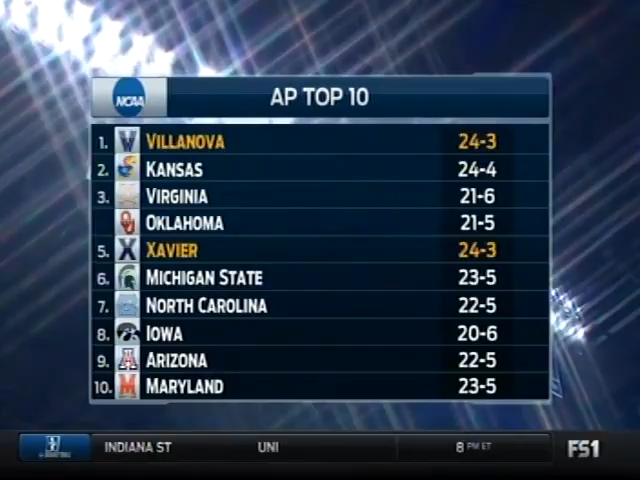 NCAA AP TOP 10
1. VILLANOVA 24-3
2. KANSAS 24-4
3. VIRGINIA 21-6
OKLAHOMA 21-5
5. XAVIER 24-3
6. MICHIGAN STATE 23-5
7. NORTH CAROLINA 22-5
8. IOWA 20-6
9. ARIZONA 22-5
10. MARYLAND 23-5
INDIANA ST UNI 8 PM ET FS1